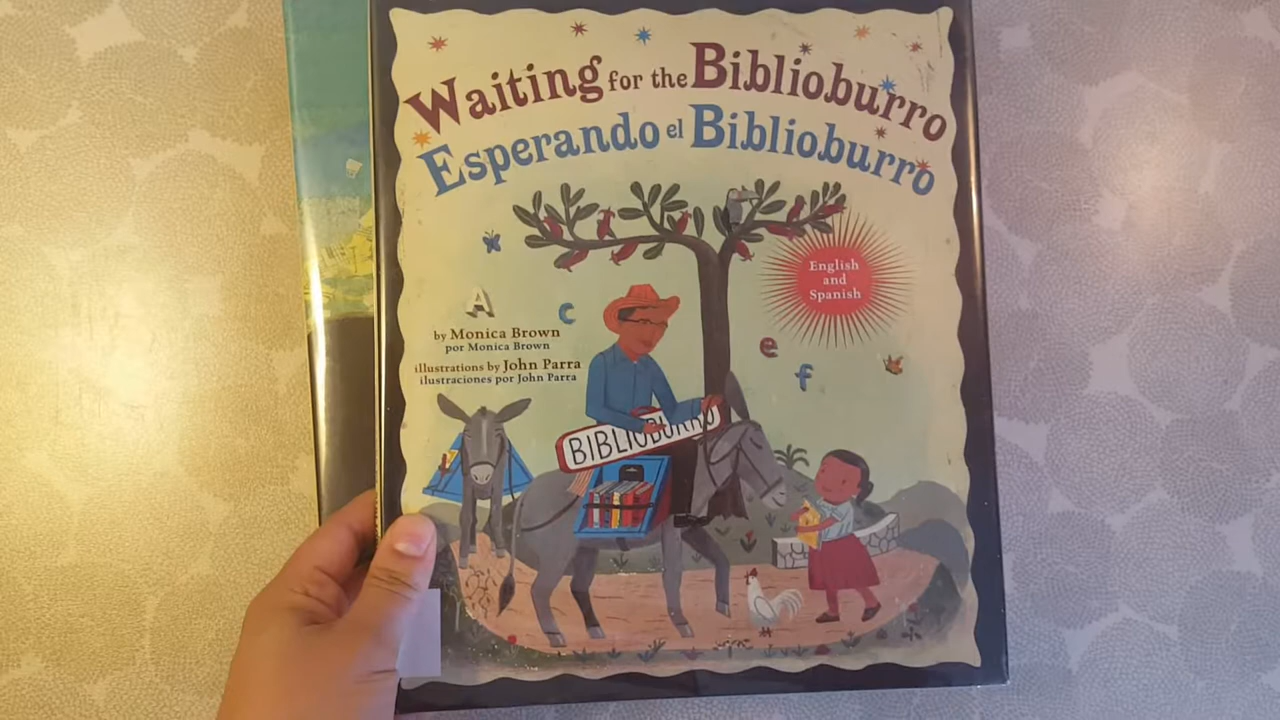 Waiting for the Biblioburro
Esperando el Biblioburro
English
and
Spanish
A
c
e
f
by Monica Brown
por Monica Brown
illustrations by John Parra
ilustraciones por John Parra
BIBLIOBURRO